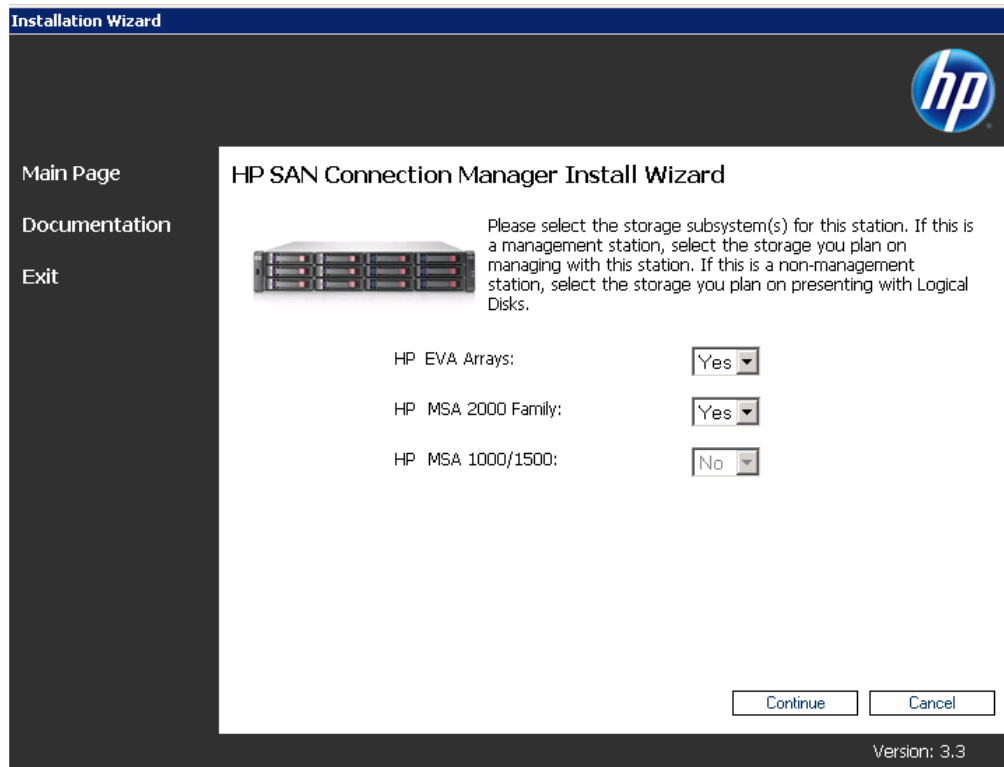 Installation Wizard
hp
Main Page
Documentation
Exit
HP SAN Connection Manager Install Wizard
Please select the storage subsystem(s) for this station. If this is
a management station, select the storage you plan on
managing with this station. If this is a non-management
station, select the storage you plan on presenting with Logical
Disks.
HP EVA Arrays: Yes
HP MSA 2000 Family: Yes
HP MSA 1000/1500: No
Continue Cancel
Version: 3.3